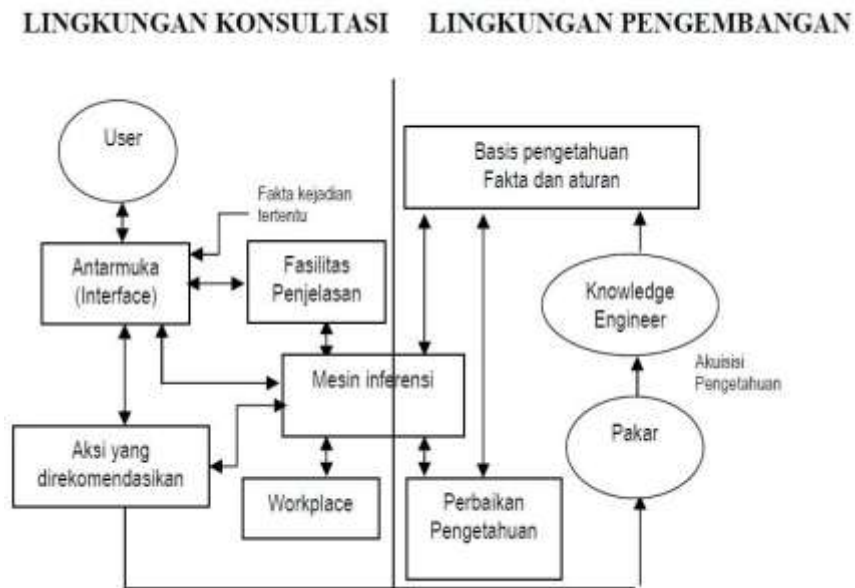 LINGKUNGAN KONSULTASI
LINGKUNGAN PENGEMBANGAN
User
Fakta kejadian
tertentu
Antarmuka
(Interface)
Fasilitas
Penjelasan
Mesin inferensi
Aksi yang
direkomendasikan
Workplace
Basis pengetahuan
Fakta dan aturan
Knowledge
Engineer
Akuisisi
Pengetahuan
Pakar
Perbaikan
Pengetahuan